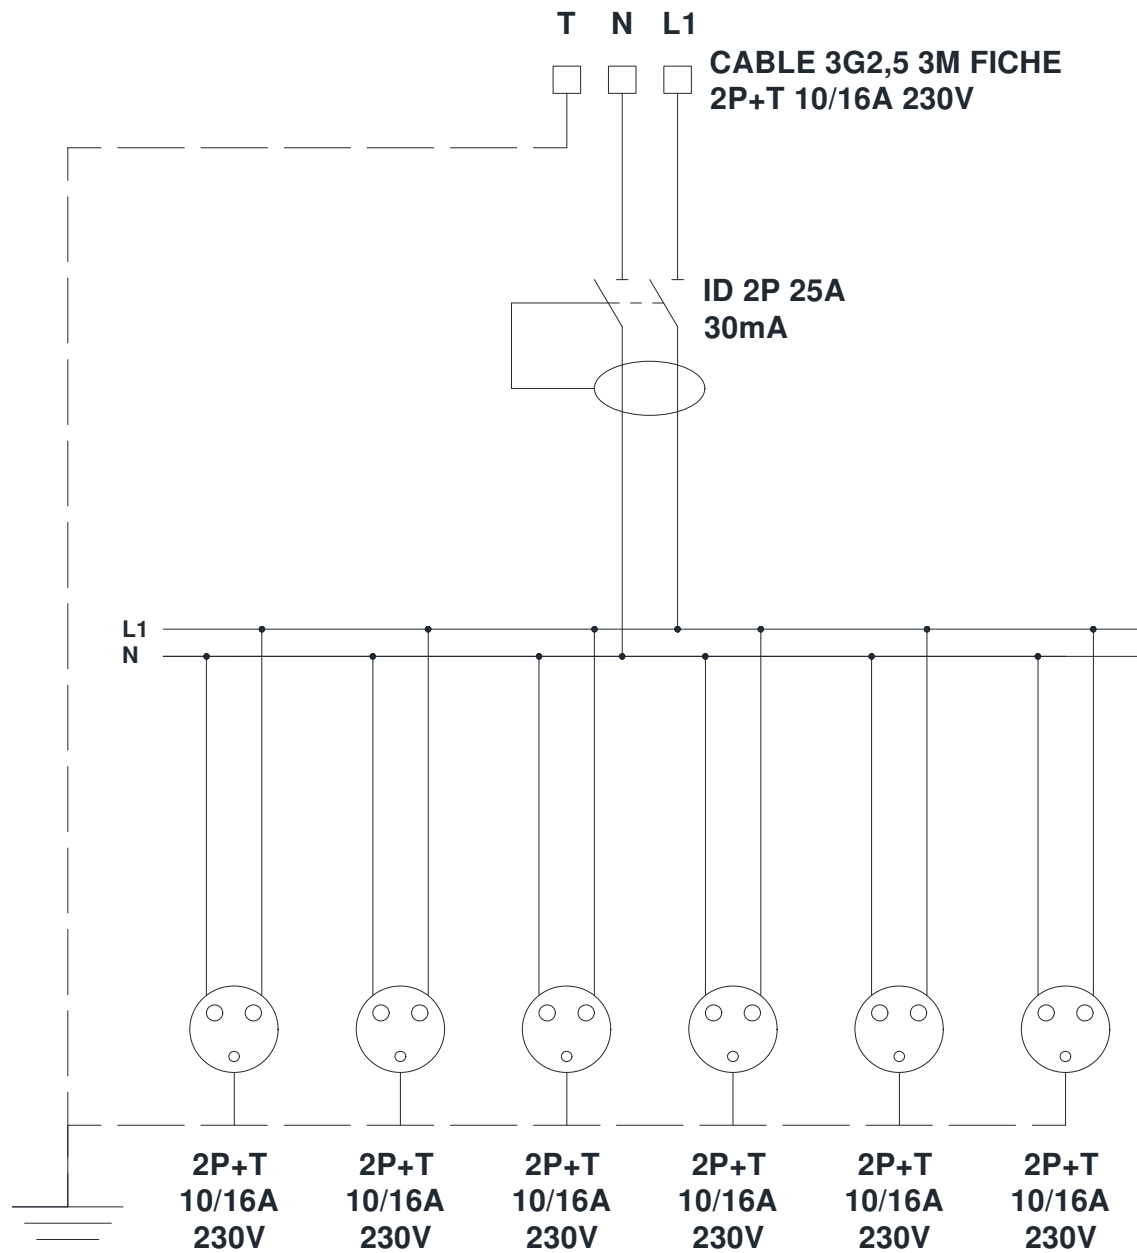 T N L1
CABLE 3G2,5 3M FICHE
2P+T 10/16A 230V
ID 2P 25A
30mA
L1
N
2P+T 2P+T 2P+T 2P+T 2P+T 2P+T
10/16A 10/16A 10/16A 10/16A 10/16A 10/16A
230V 230V 230V 230V 230V 230V